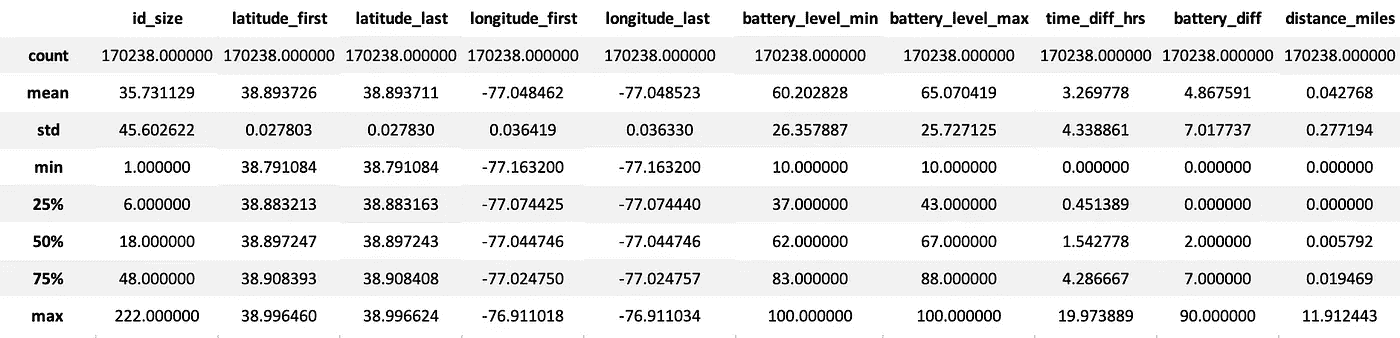 id_size latitude_first latitude_last longitude_first longitude_last battery_level_min battery_level_max time_diff_hrs battery_diff distance_miles
count 170238.000000 170238.000000 170238.000000 170238.000000 170238.000000 170238.000000 170238.000000 170238.000000 170238.000000 170238.000000
mean 35.731129 38.893726 38.893711 -77.048462 -77.048523 60.202828 65.070419 3.269778 4.867591 0.042768
std 45.602622 0.027803 0.027830 0.036419 0.036330 26.357887 25.727125 4.338861 7.017737 0.277194
min 1.000000 38.791084 38.791084 -77.163200 -77.163200 10.000000 10.000000 0.000000 0.000000 0.000000
25% 6.000000 38.883213 38.883163 -77.074425 -77.074440 37.000000 43.000000 0.451389 0.000000 0.000000
50% 18.000000 38.897247 38.897243 -77.044746 -77.044746 62.000000 67.000000 1.542778 2.000000 0.005792
75% 48.000000 38.908393 38.908408 -77.024750 -77.024757 83.000000 88.000000 4.286667 7.000000 0.019469
max 222.000000 38.996460 38.996624 -76.911018 -76.911034 100.000000 100.000000 19.973889 90.000000 11.912443